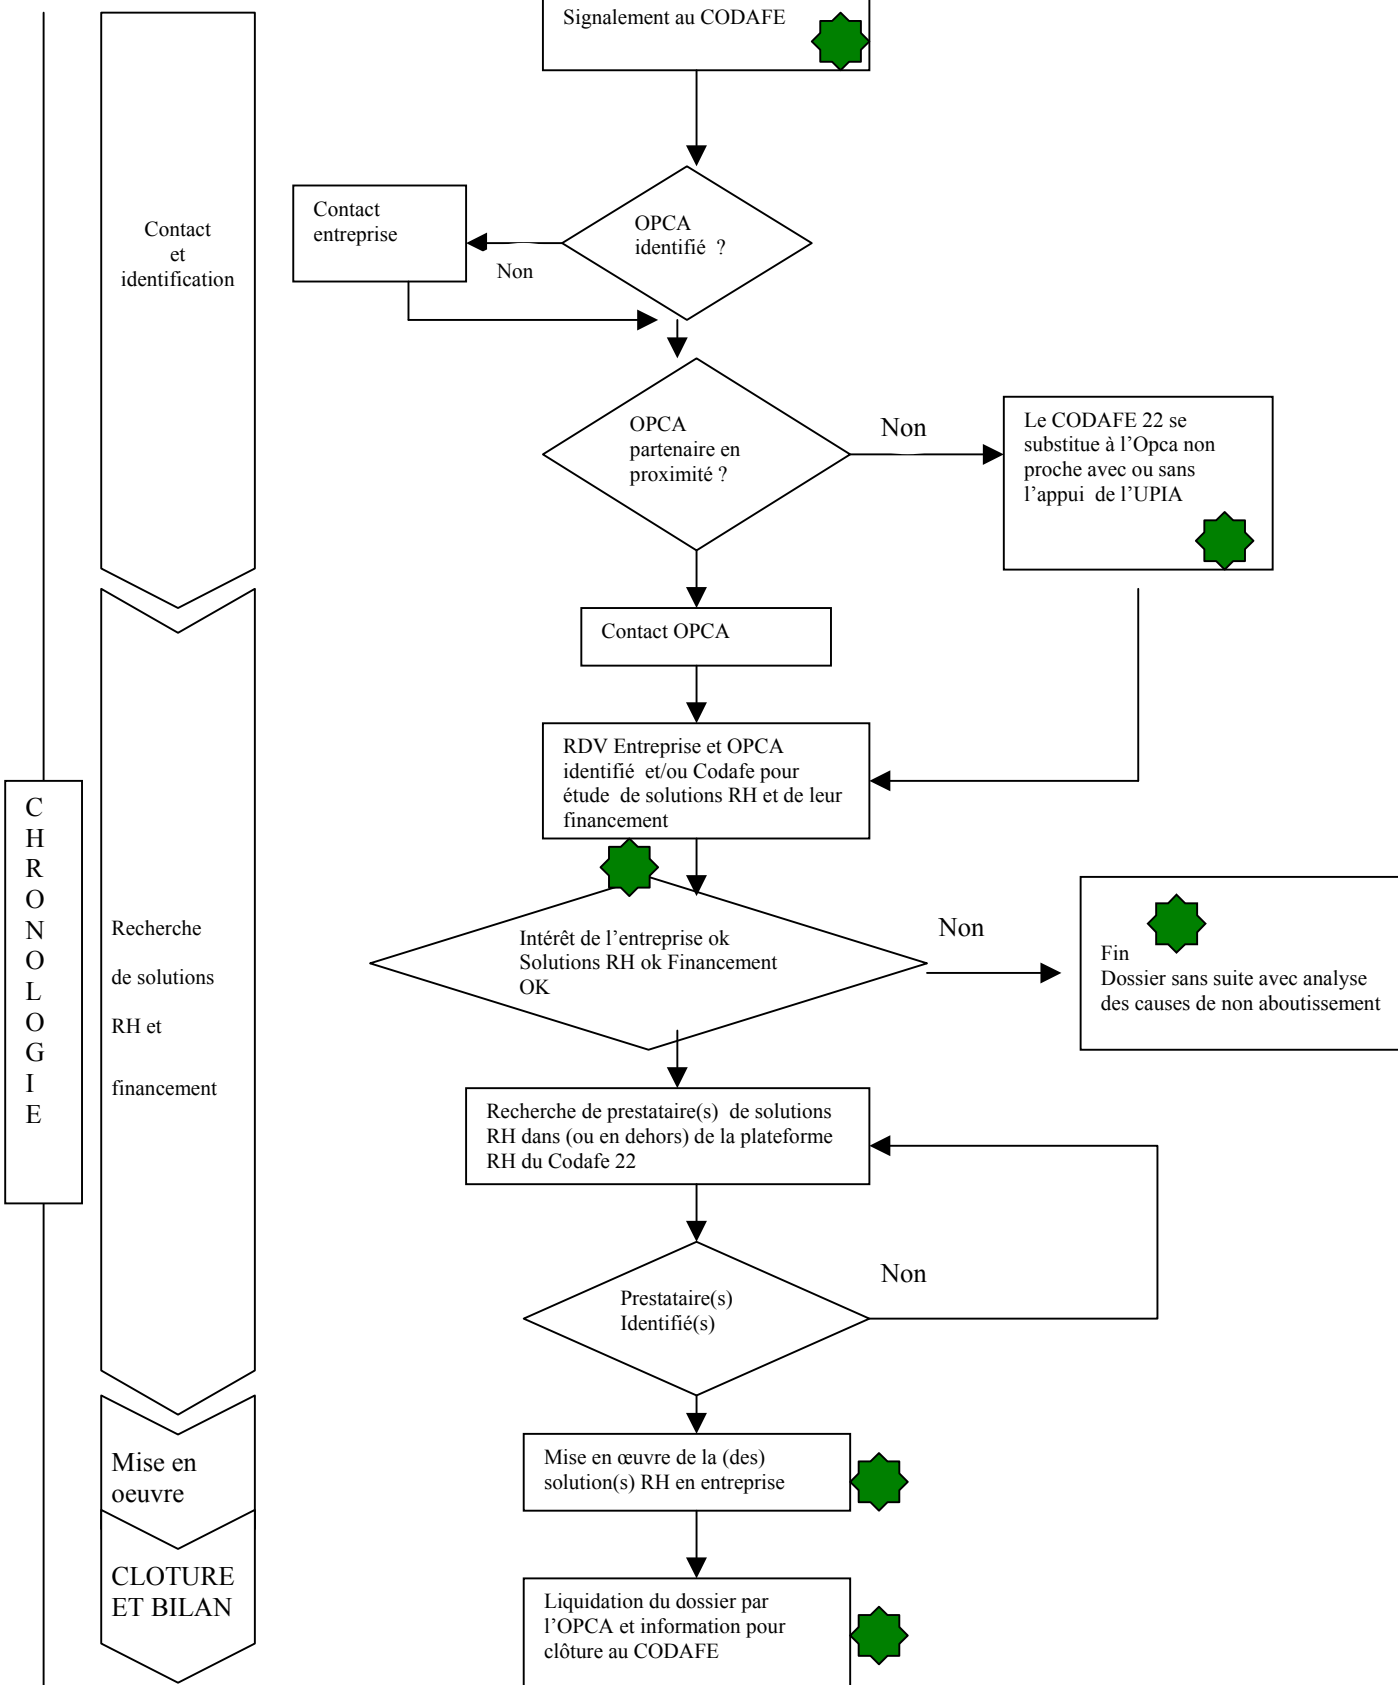 Signalement au CODAFE
Contact
et
identification
Contact
entreprise
OPCA
identifié ?
Non
OPCA
partenaire en
proximité ?
Non
Le CODAFE 22 se
substitue à l’Opca non
proche avec ou sans
l’appui de l’UPIA
Contact OPCA
RDV Entreprise et OPCA
identifié et/ou Codafe pour
étude de solutions RH et de leur
financement
C
H
R
O
N
O
L
O
G
I
E
Recherche
de solutions
RH et
financement
Intérêt de l’entreprise ok
Solutions RH ok Financement
OK
Non
Fin
Dossier sans suite avec analyse
des causes de non aboutissement
Recherche de prestataire(s) de solutions
RH dans (ou en dehors) de la plateforme
RH du Codafe 22
Prestataire(s)
Identifié(s)
Non
Mise en
oeuvre
Mise en œuvre de la (des)
solution(s) RH en entreprise
CLOTURE
ET BILAN
Liquidation du dossier par
l’OPCA et information pour
clôture au CODAFE